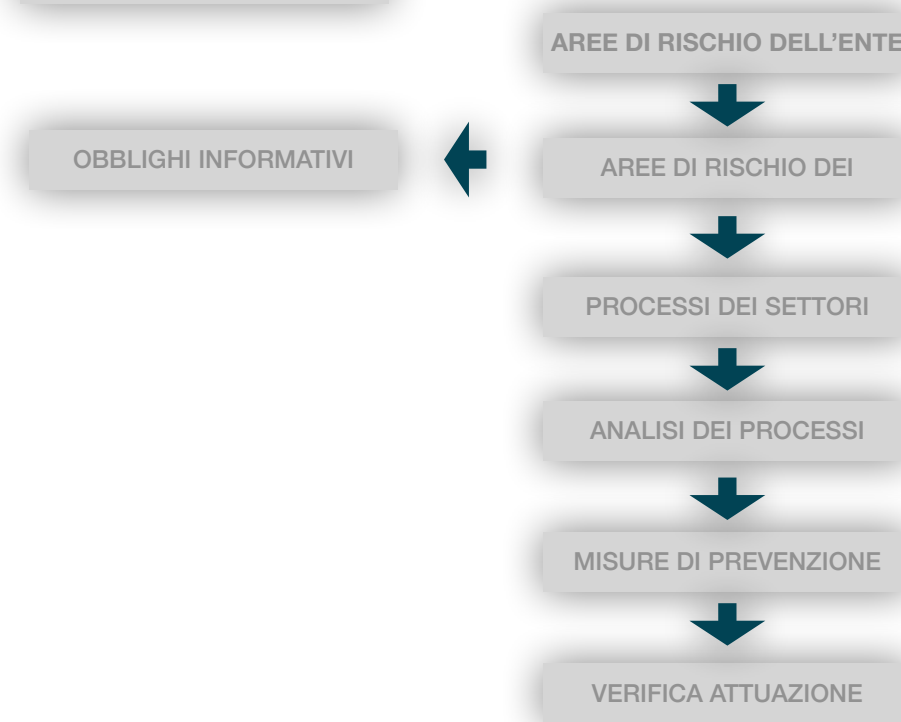 AREE DI RISCHIO DELL'ENTE
OBBLIGHI INFORMATIVI
AREE DI RISCHIO DEI
PROCESSI DEI SETTORI
ANALISI DEI PROCESSI
MISURE DI PREVENZIONE
VERIFICA ATTUAZIONE